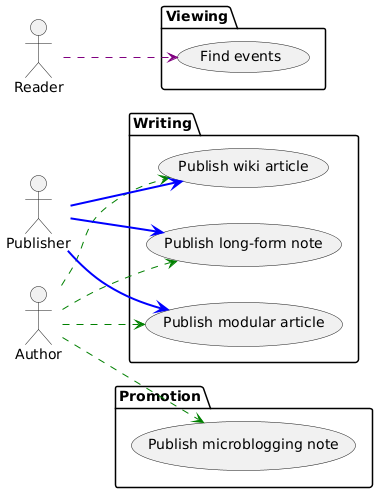 Viewing
Find events
Reader
Writing
Publish wiki article
Publisher
Publish long-form note
Author
Publish modular article
Promotion
Publish microblogging note